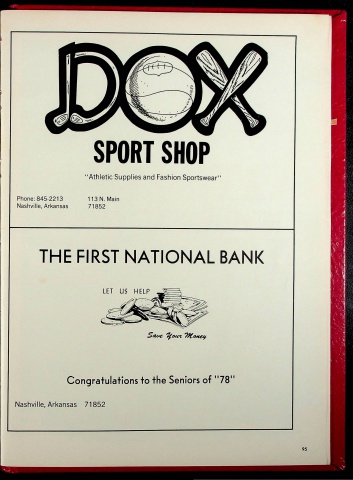 DOX
SPORT SHOP
"Athletic Supplies and Fashion Sportswear"
Phone: 845-2213 113 N. Main
Nashville, Arkansas 71852
THE FIRST NATIONAL BANK
LET US HELP
Save Your Money
Congratulations to the Seniors of "78"
Nashville, Arkansas 71852
95